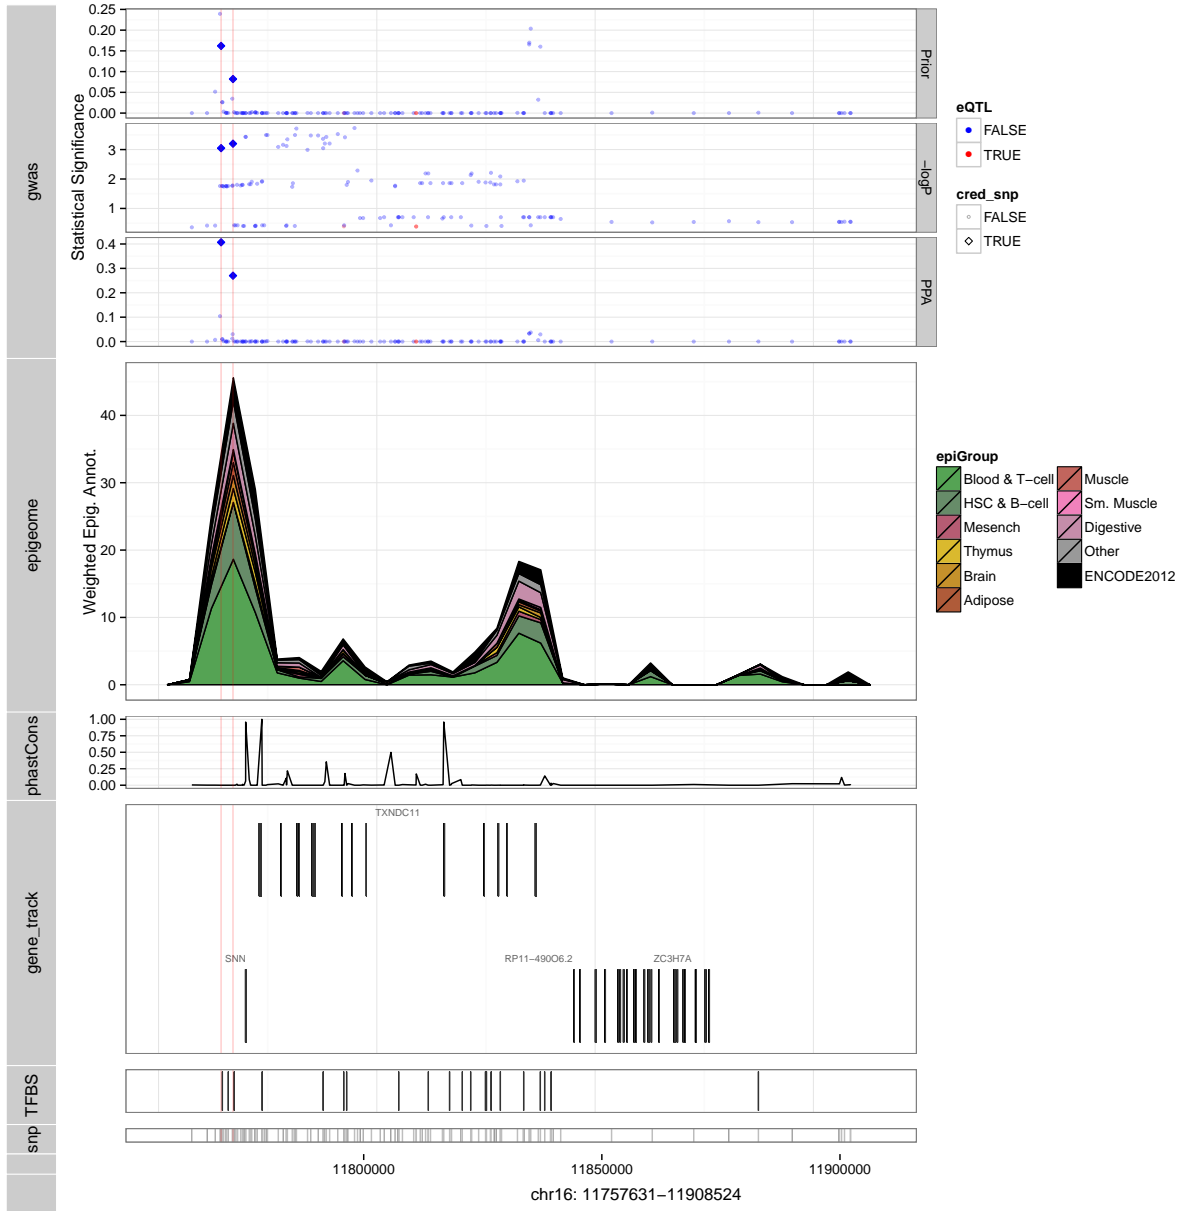 gwas
Statistical Significance
0.25
0.20
0.15
0.10
0.05
0.00
Prior
3
2
1
−logP
0.4
0.3
0.2
0.1
0.0
PPA
eQTL
FALSE
TRUE
cred_snp
FALSE
TRUE
epigeome
Weighted Epig. Annot.
40
30
20
10
0
epiGroup
Blood & T−cell
HSC & B−cell
Mesench
Thymus
Brain
Adipose
Muscle
Sm. Muscle
Digestive
Other
ENCODE2012
phastCons
1.00
0.75
0.50
0.25
0.00
gene_track
TXNDC11
SNN
RP11−490O6.2
ZC3H7A
TFBS
snp
11800000
11850000
11900000
chr16: 11757631−11908524